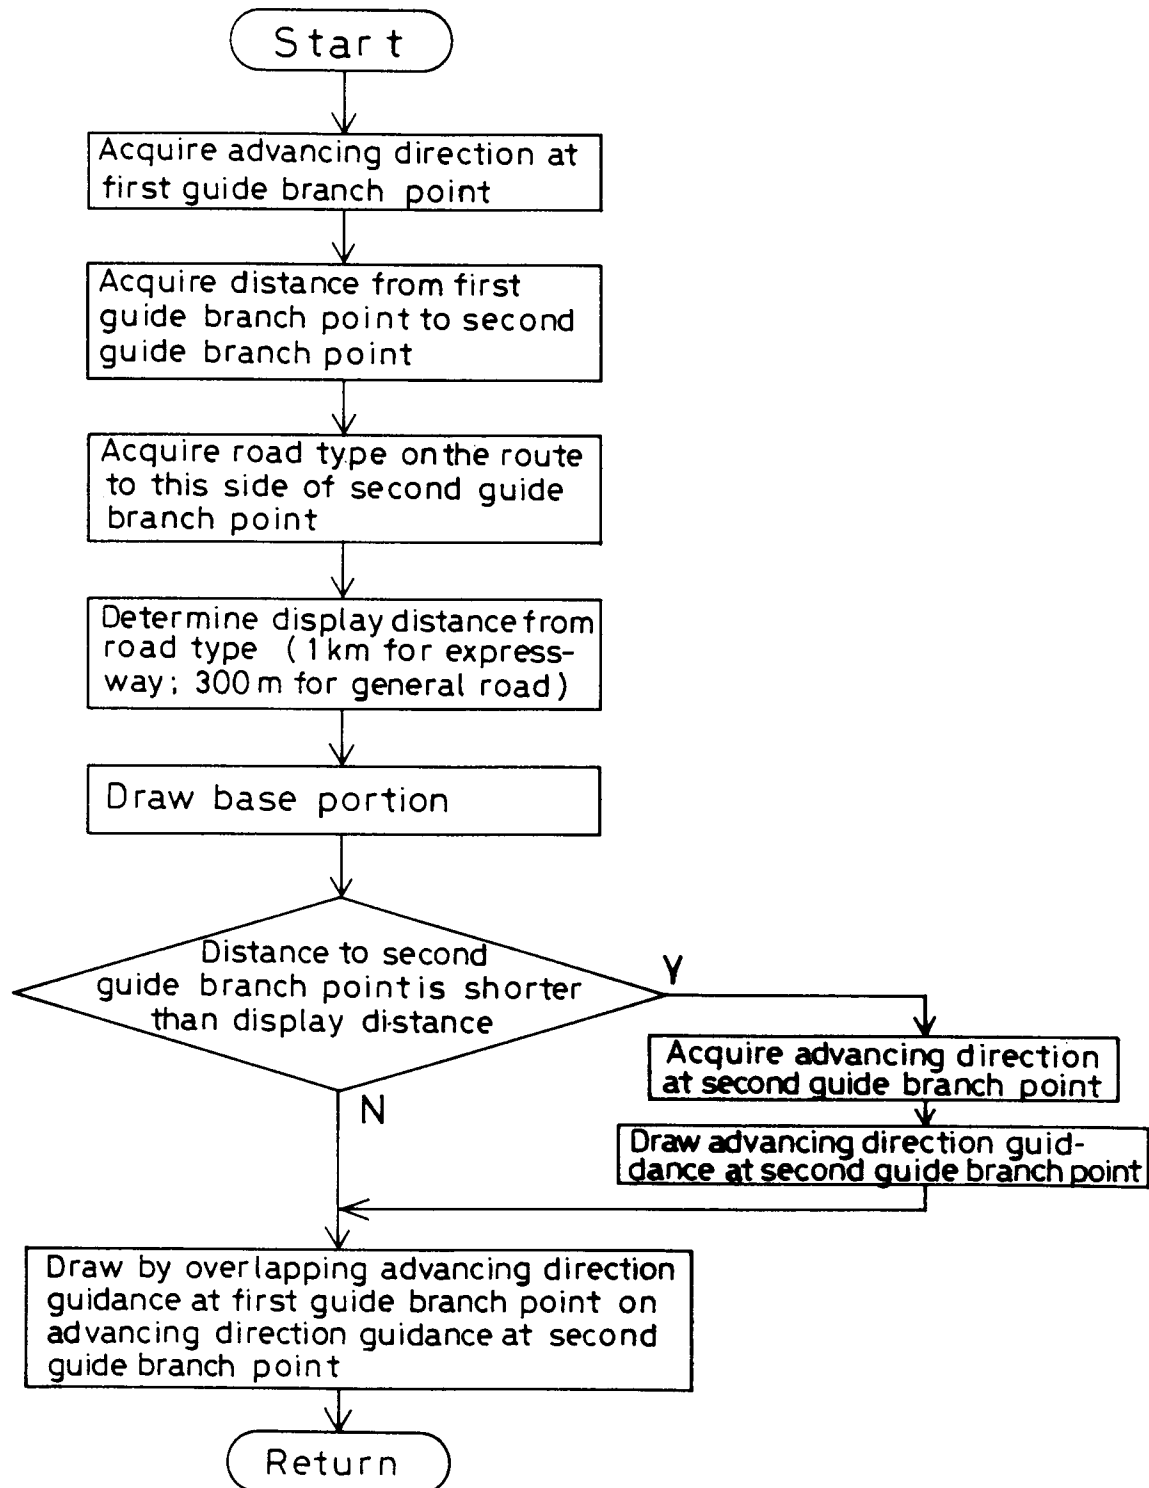 Start
Acquire advancing direction at
first guide branch point
Acquire distance from first
guide branch point to second
guide branch point
Acquire road type on the route
to this side of second guide
branch point
Determine display distance from
road type (1km for express-
way; 300m for general road)
Draw base portion
Distance to second
guide branch point is shorter
than display distance
Y
N
Acquire advancing direction
at second guide branch point
Draw advancing direction guid-
dance at second guide branch point
Draw by overlapping advancing direction
guidance at first guide branch point on
advancing direction guidance at second
guide branch point
Return